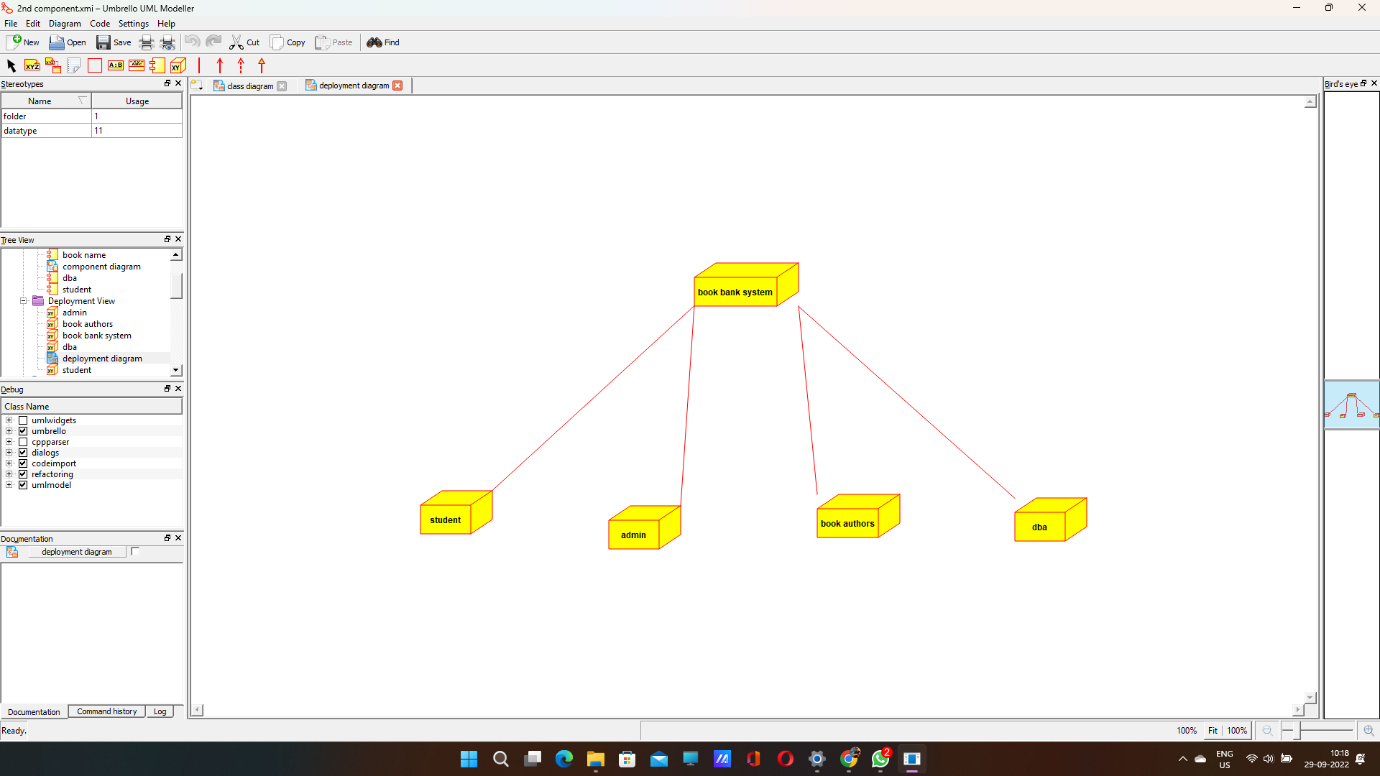 2nd component.xmi – Umbrello UML Modeller
File Edit Diagram Code Settings Help
New Open Save Cut Copy Paste Find
Stereotypes
class diagram
deployment diagram
Bird's eye
Name Usage
folder 1
datatype 11
Tree View
book name
component diagram
dba
student
Deployment View
admin
book authors
book bank system
dba
deployment diagram
student
Debug
Class Name
umlwidgets
umbrello
cppparser
dialogs
codeimport
refactoring
umlmodel
Documentation
deployment diagram
book bank system
student
admin
book authors
dba
Documentation Command history Log
Ready.
100% Fit 100%
2
ENG
US
10:18
29-09-2022